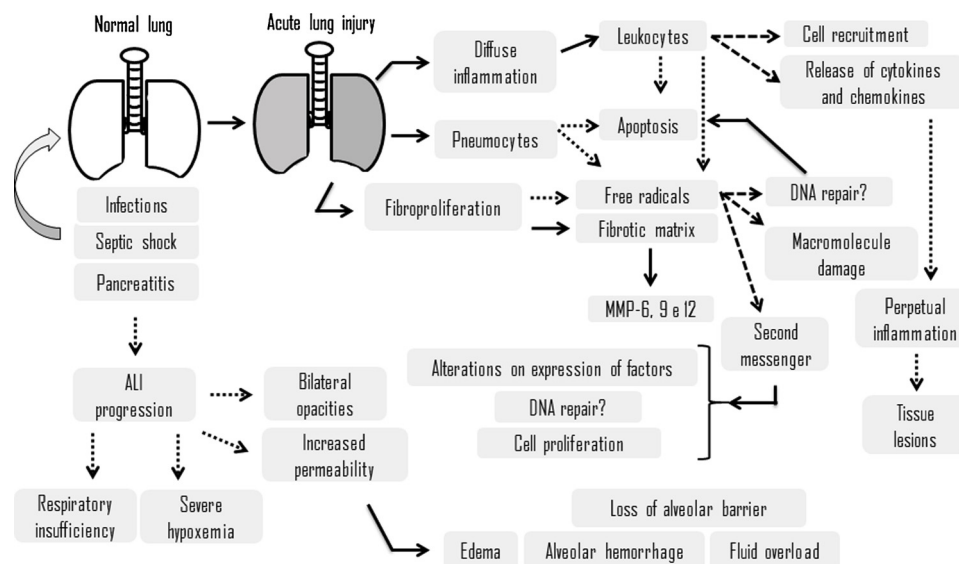 Normal lung
Acute lung injury
Diffuse
inflammation
Leukocytes
Cell recruitment
Release of cytokines
and chemokines
Pneumocytes
Apoptosis
Infections
Septic shock
Pancreatitis
Fibroproliferation
Free radicals
Fibrotic matrix
DNA repair?
Macromolecule
damage
MMP-6, 9 e 12
Second
messenger
Perpetual
inflammation
Tissue
lesions
Alterations on expression of factors
DNA repair?
Cell proliferation
ALI
progression
Bilateral
opacities
Increased
permeability
Respiratory
insufficiency
Severe
hypoxemia
Loss of alveolar barrier
Edema
Alveolar hemorrhage
Fluid overload